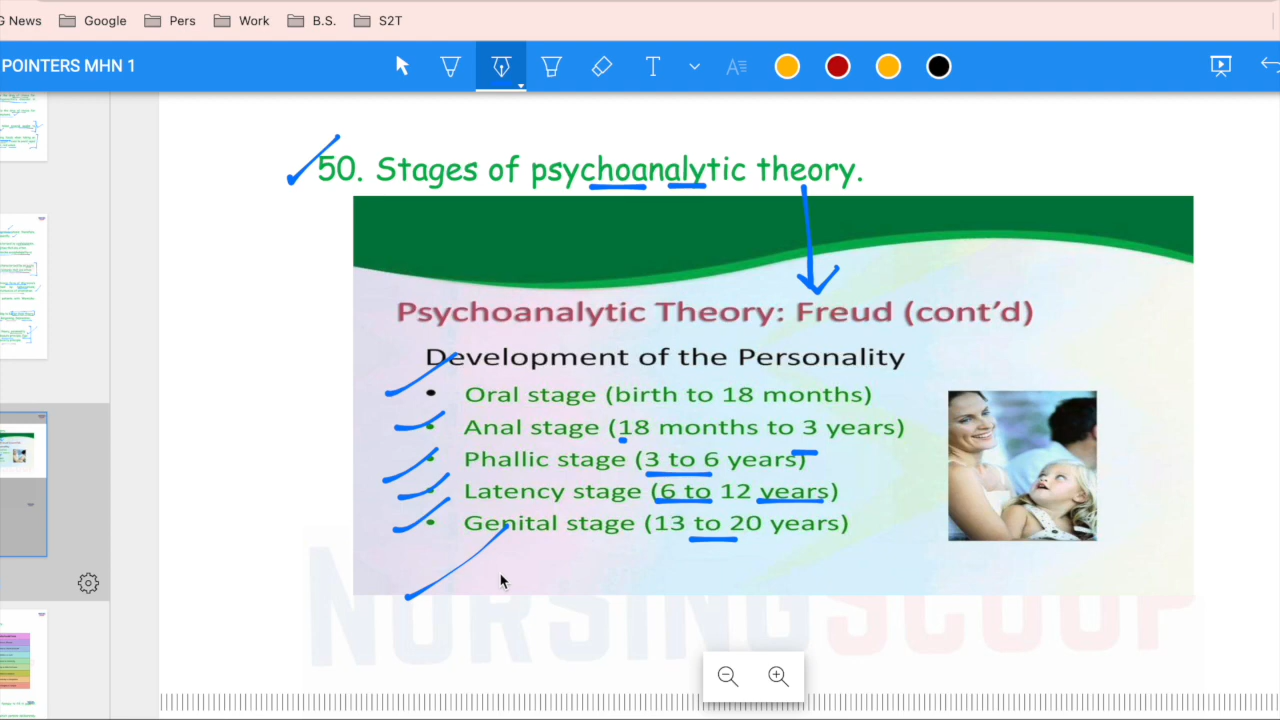 G News Google Pers Work B.S. S2T
POINTERS MHN 1
50. Stages of psychoanalytic theory.
Psychoanalytic Theory: Freud (cont'd)
Development of the Personality
• Oral stage (birth to 18 months)
• Anal stage (18 months to 3 years)
• Phallic stage (3 to 6 years)
• Latency stage (6 to 12 years)
• Genital stage (13 to 20 years)
NURSING SCOOP